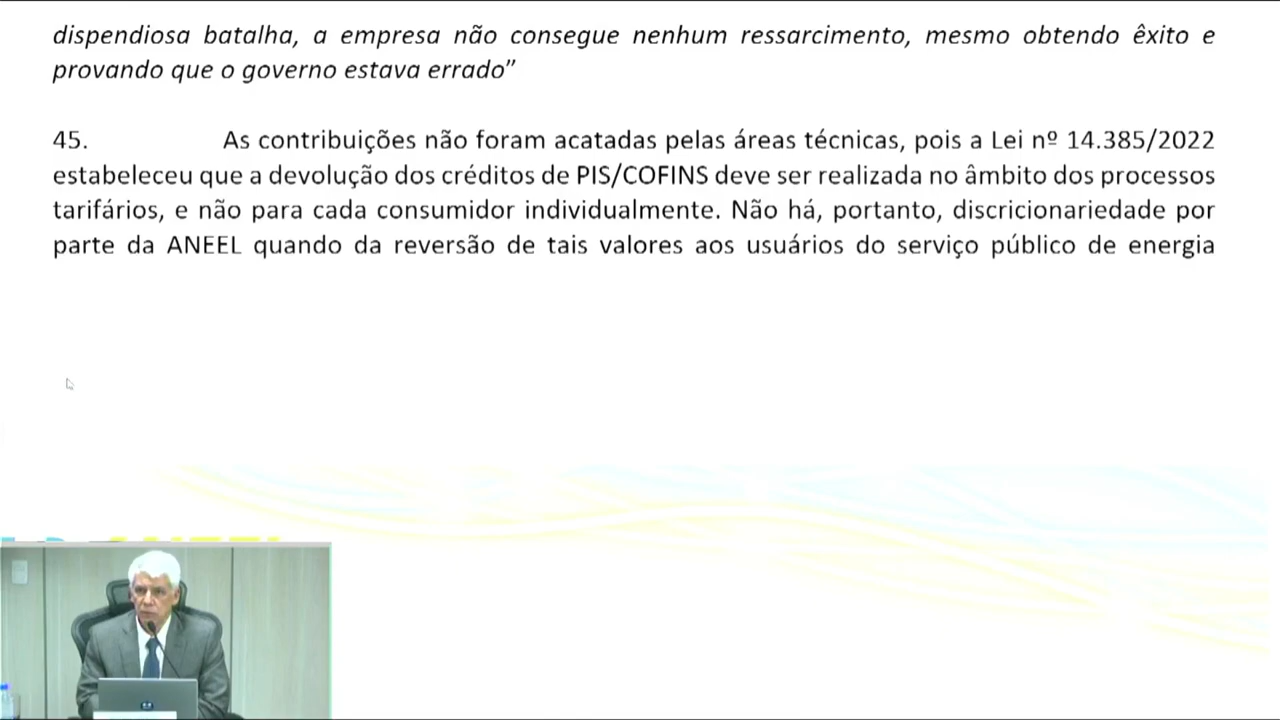 dispendiosa batalha, a empresa não consegue nenhum ressarcimento, mesmo obtendo êxito e
provando que o governo estava errado”
45. As contribuições não foram acatadas pelas áreas técnicas, pois a Lei nº 14.385/2022
estabeleceu que a devolução dos créditos de PIS/COFINS deve ser realizada no âmbito dos processos
tarifários, e não para cada consumidor individualmente. Não há, portanto, discricionariedade por
parte da ANEEL quando da reversão de tais valores aos usuários do serviço público de energia